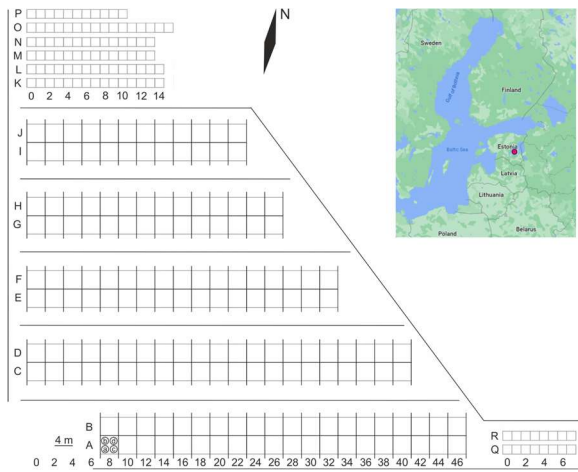 P
O
N
M
L
K
0 2 4 6 8 10 12 14
N
Sweden
Finland
Gulf of Bothnia
Baltic Sea
Estonia
Latvia
Lithuania
Poland
Belarus
J
I
H
G
F
E
D
C
B
A
b d
a c
4 m
0 2 4 6 8 10 12 14 16 18 20 22 24 26 28 30 32 34 36 38 40 42 44 46
R
Q
0 2 4 6